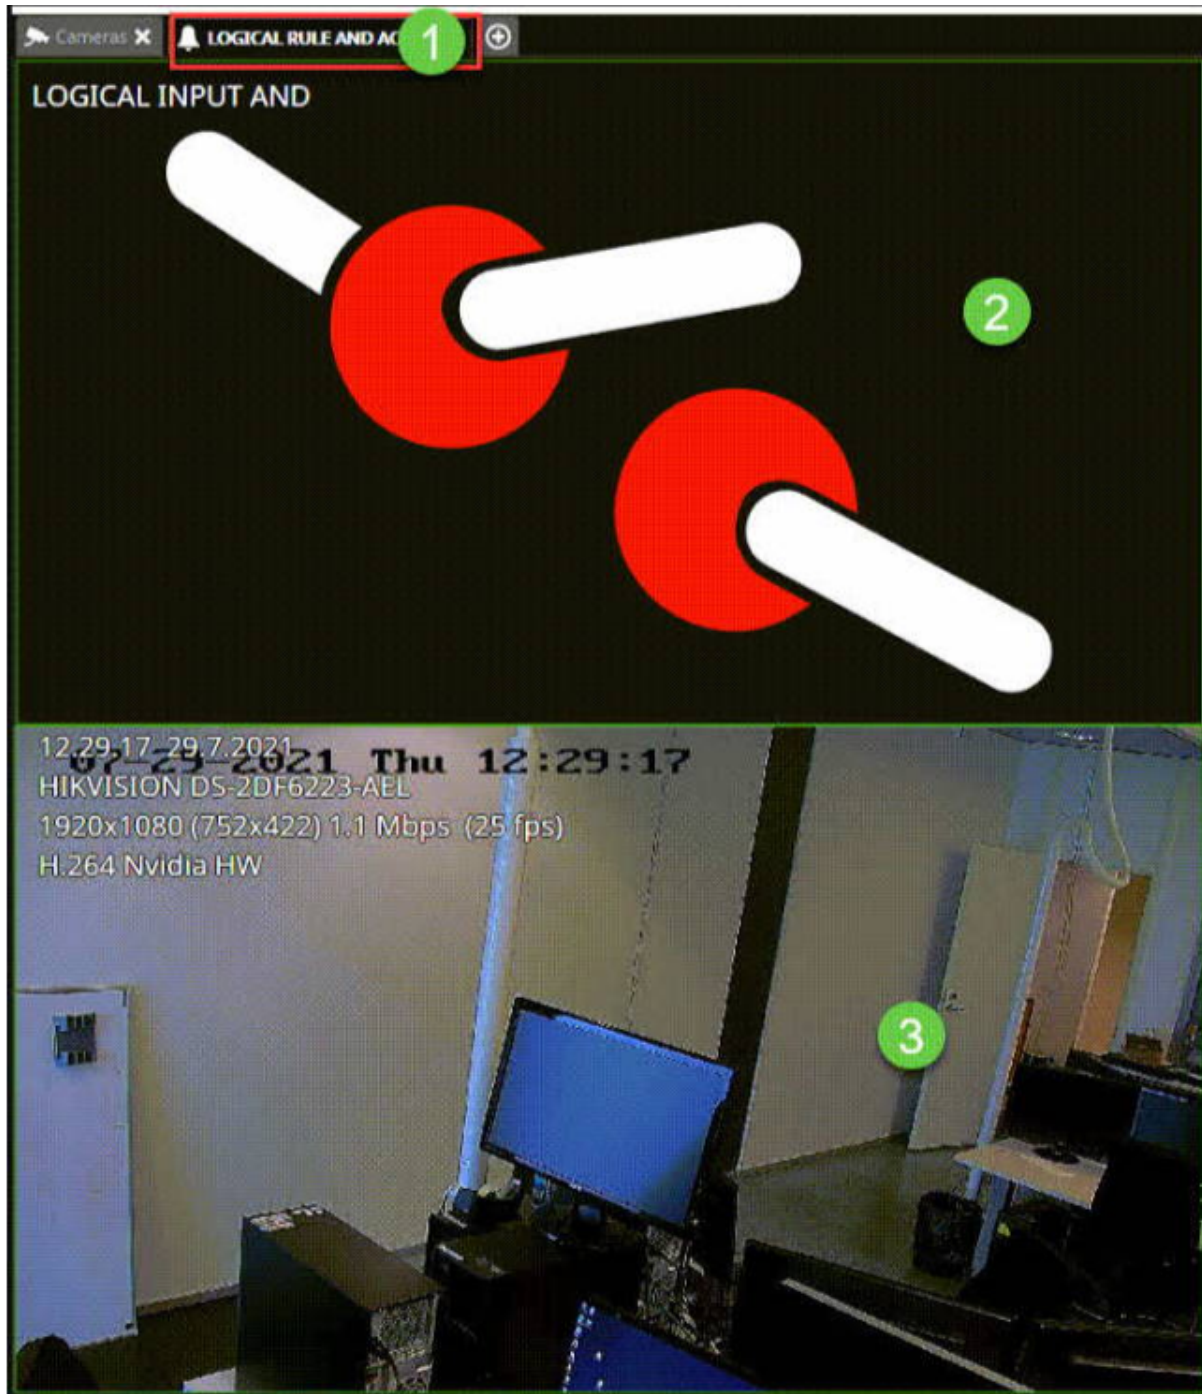 Cameras
LOGICAL RULE AND AC
1
LOGICAL INPUT AND
2
12.29.17 29.7.2021
07-29-2021 Thu 12:29:17
HIKVISION DS-2DF6223-AEL
1920x1080 (752x422) 1.1 Mbps (25 fps)
H.264 Nvidia HW
3